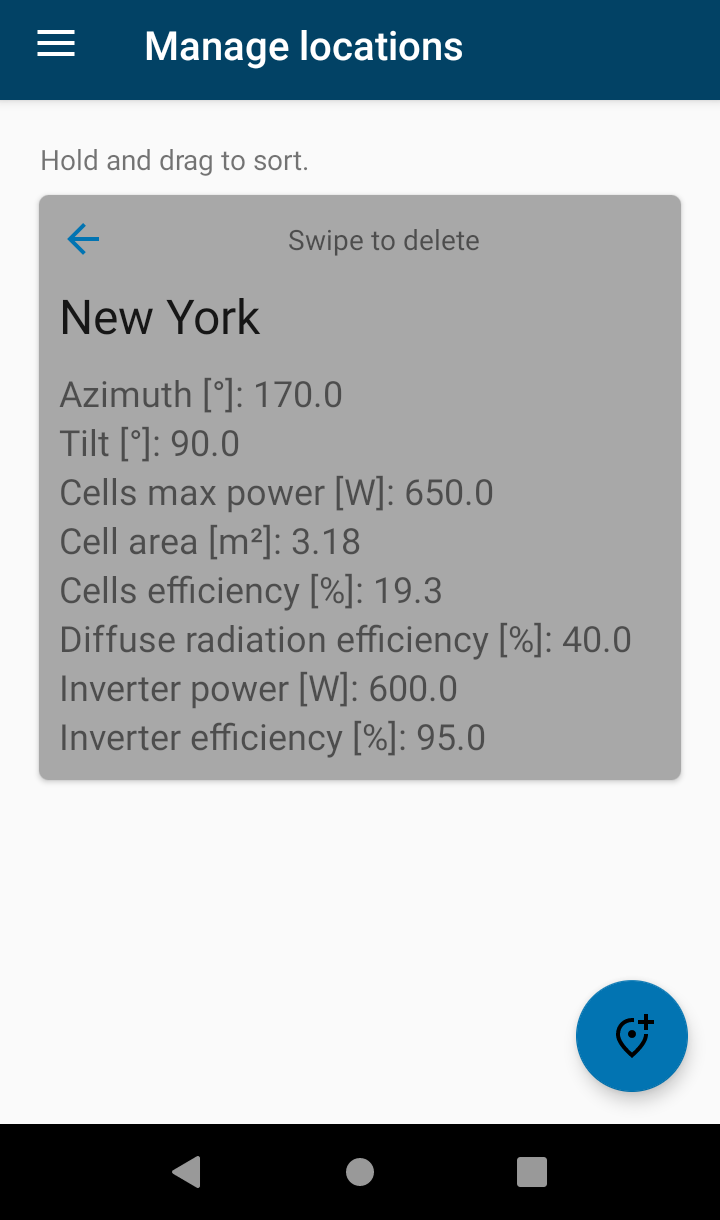 Manage locations
Hold and drag to sort.
Swipe to delete
New York
Azimuth [°]: 170.0
Tilt [°]: 90.0
Cells max power [W]: 650.0
Cell area [m²]: 3.18
Cells efficiency [%]: 19.3
Diffuse radiation efficiency [%]: 40.0
Inverter power [W]: 600.0
Inverter efficiency [%]: 95.0